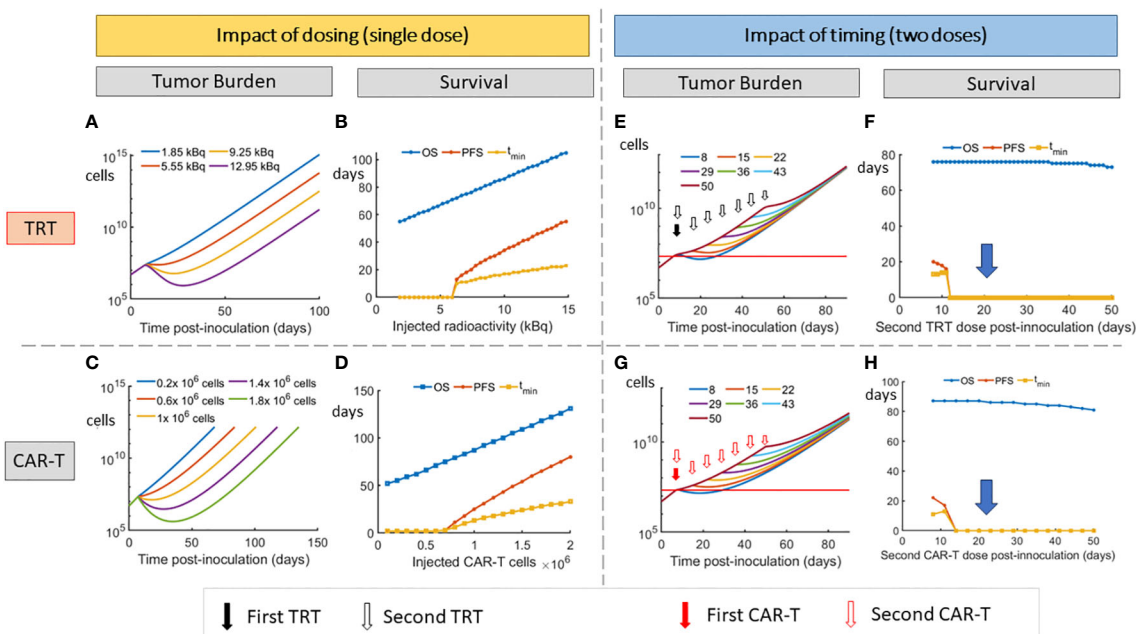 Impact of dosing (single dose)
Impact of timing (two doses)
Tumor Burden
Survival
Tumor Burden
Survival
TRT
CAR-T
A
1.85 kBq
9.25 kBq
5.55 kBq
12.95 kBq
cells
10^15
10^10
10^5
0
50
100
Time post-inoculation (days)
B
OS PFS t_min
days
100
80
60
40
20
0
0
5
10
15
Injected radioactivity (kBq)
E
cells
8 15 22
29 36 43
50
10^15
10^10
10^5
0
20
40
60
80
Time post-inoculation (days)
F
OS PFS t_min
days
80
60
40
20
0
0
10
20
30
40
50
Second TRT dose post-innoculation (days)
C
0.2x 10^6 cells
1.4x 10^6 cells
0.6x 10^6 cells
1.8x 10^6 cells
1x 10^6 cells
cells
10^15
10^10
10^5
0
50
100
150
Time post-inoculation (days)
D
OS PFS t_min
days
150
100
50
0
0
0.5
1
1.5
2
Injected CAR-T cells ×10^6
G
cells
8 15 22
29 36 43
50
10^15
10^10
10^5
0
20
40
60
80
Time post-inoculation (days)
H
OS PFS t_min
days
80
60
40
20
0
0
10
20
30
40
50
Second CAR-T dose post-innoculation (days)
First TRT
Second TRT
First CAR-T
Second CAR-T